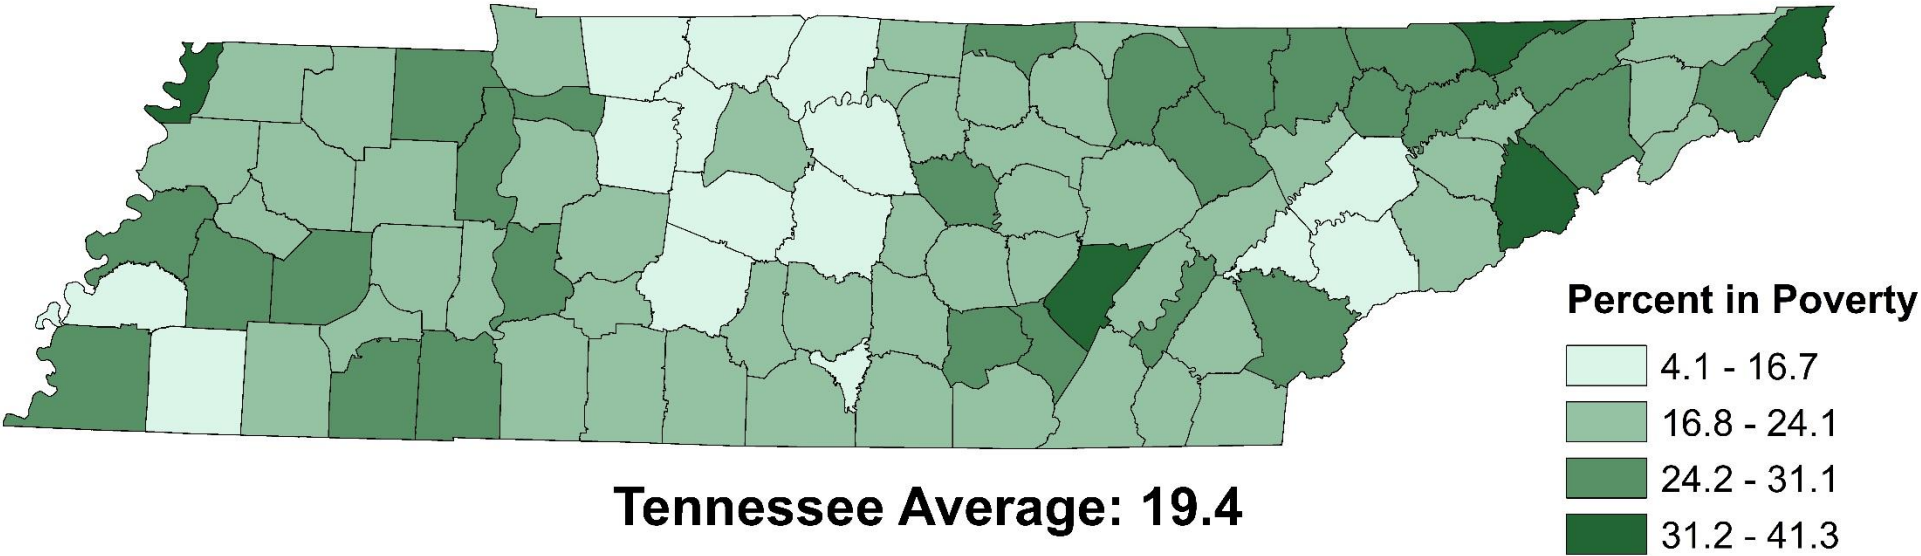 Percent in Poverty
4.1 - 16.7
16.8 - 24.1
24.2 - 31.1
31.2 - 41.3
Tennessee Average: 19.4